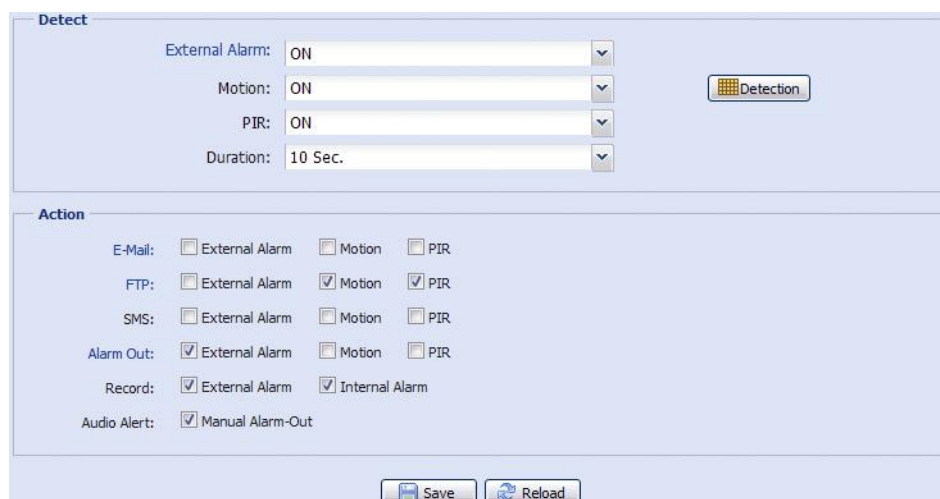 Detect
External Alarm: ON
Motion: ON Detection
PIR: ON
Duration: 10 Sec.
Action
E-Mail: External Alarm Motion PIR
FTP: External Alarm Motion PIR
SMS: External Alarm Motion PIR
Alarm Out: External Alarm Motion PIR
Record: External Alarm Internal Alarm
Audio Alert: Manual Alarm-Out
Save Reload